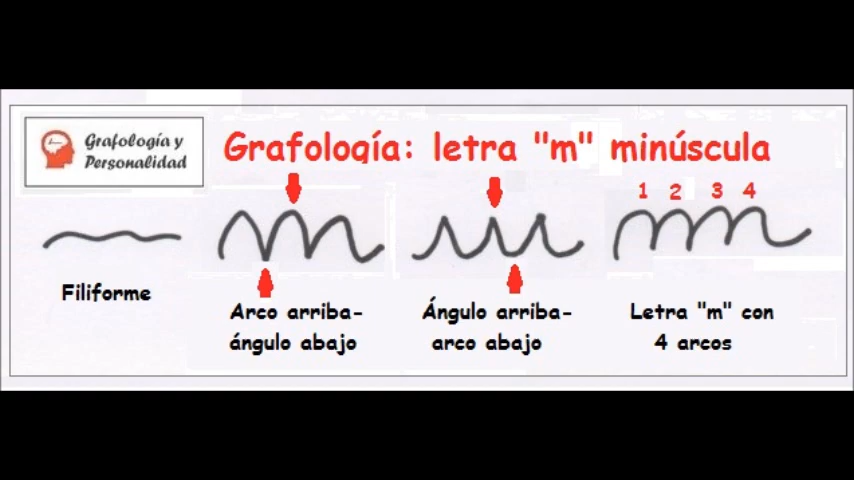 Grafología y
Personalidad
Grafología: letra "m" minúscula
1 2 3 4
Filiforme
Arco arriba-
ángulo abajo
Ángulo arriba-
arco abajo
Letra "m" con
4 arcos